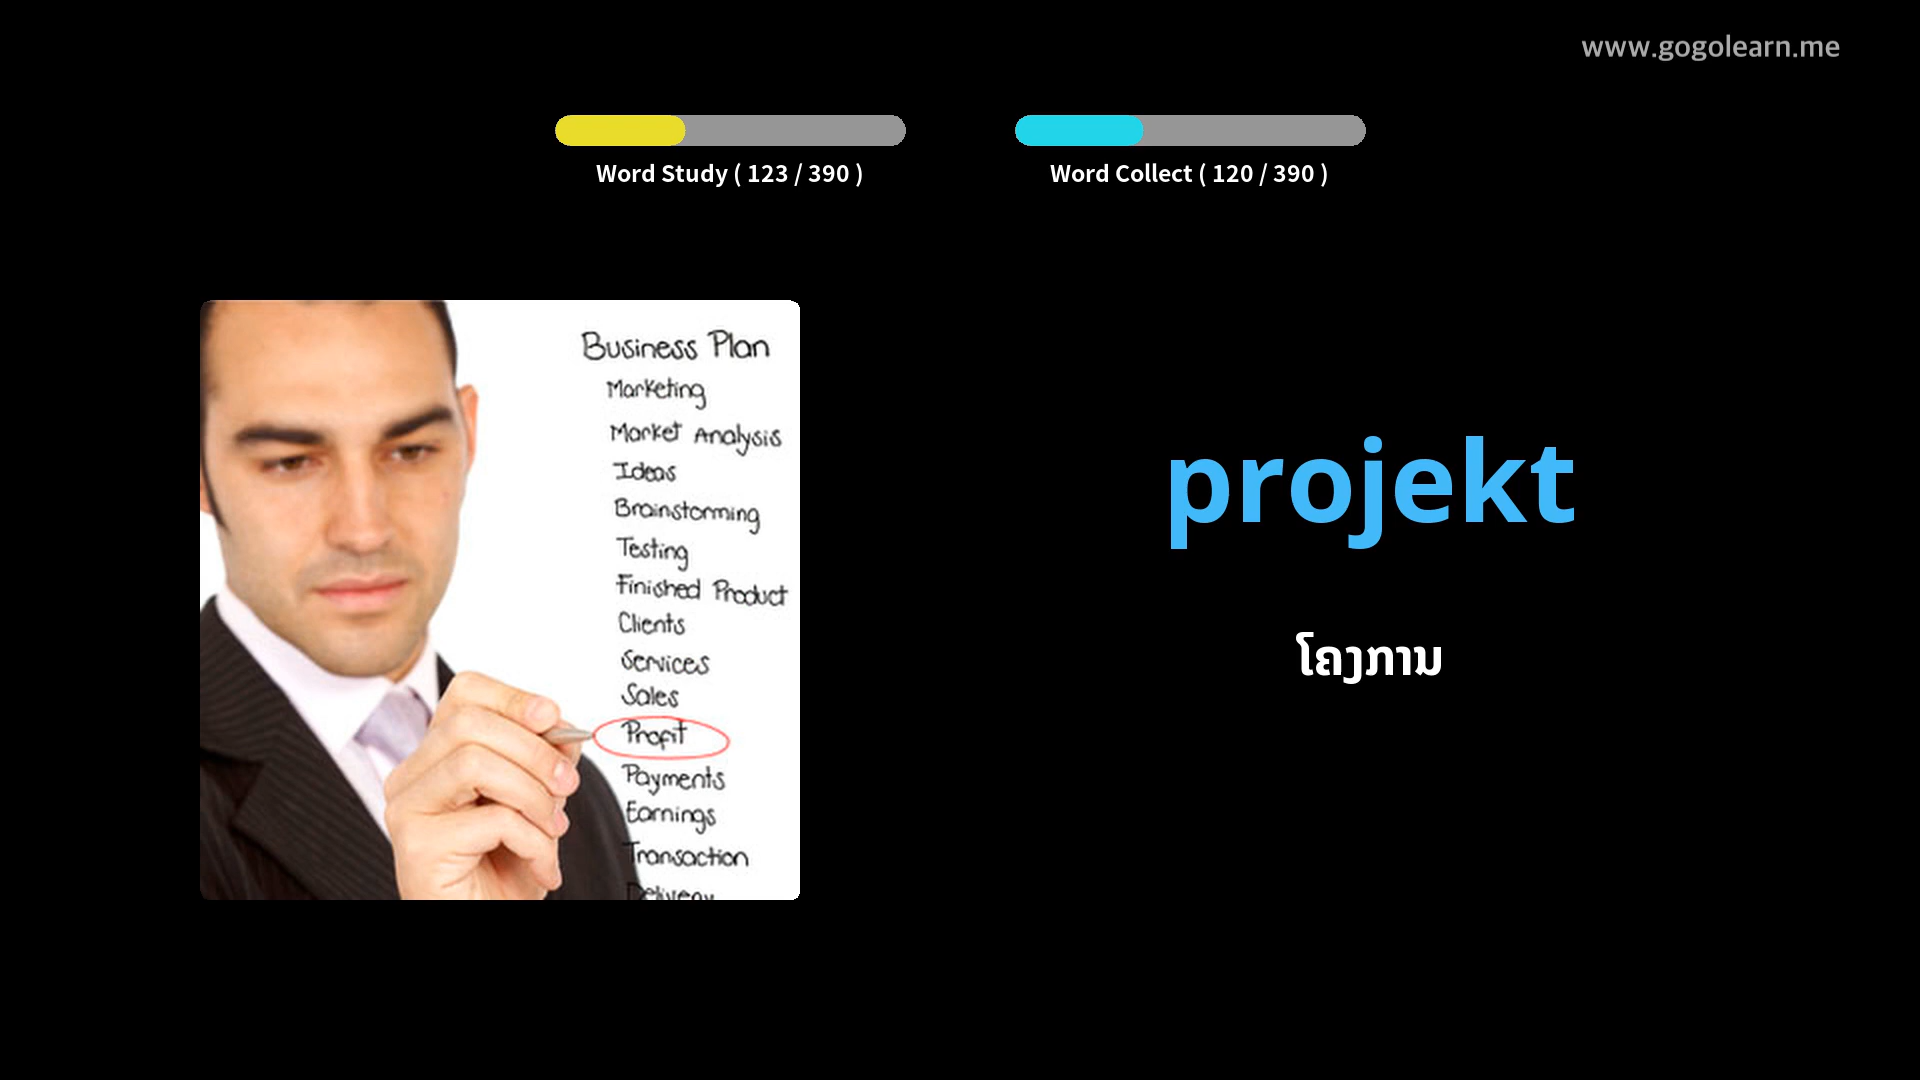 www.gogolearn.me
Word Study ( 123 / 390 )
Word Collect ( 120 / 390 )
Business Plan
Marketing
Market Analysis
Ideas
Brainstorming
Testing
Finished Product
Clients
Services
Sales
Profit
Payments
Earnings
Transaction
Delivery
projekt
ໂຄງການ